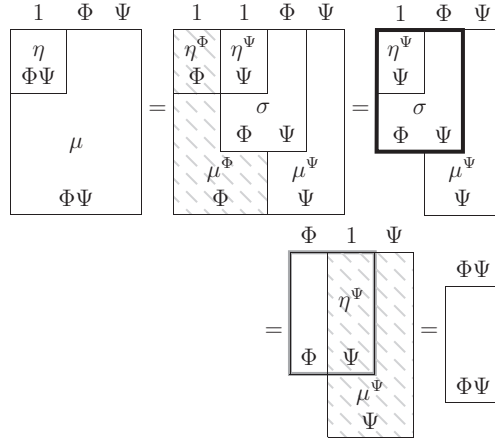 1 Φ Ψ 1 1 Φ Ψ 1 Φ Ψ
η η^Φ η^Ψ η^Ψ
ΦΨ Φ Ψ Ψ
= σ = σ
μ Φ Ψ Φ Ψ
μ^Φ μ^Ψ μ^Ψ
ΦΨ Φ Ψ Ψ
Φ 1 Ψ
ΦΨ
η^Ψ
= =
Φ Ψ
ΦΨ
μ^Ψ
Ψ